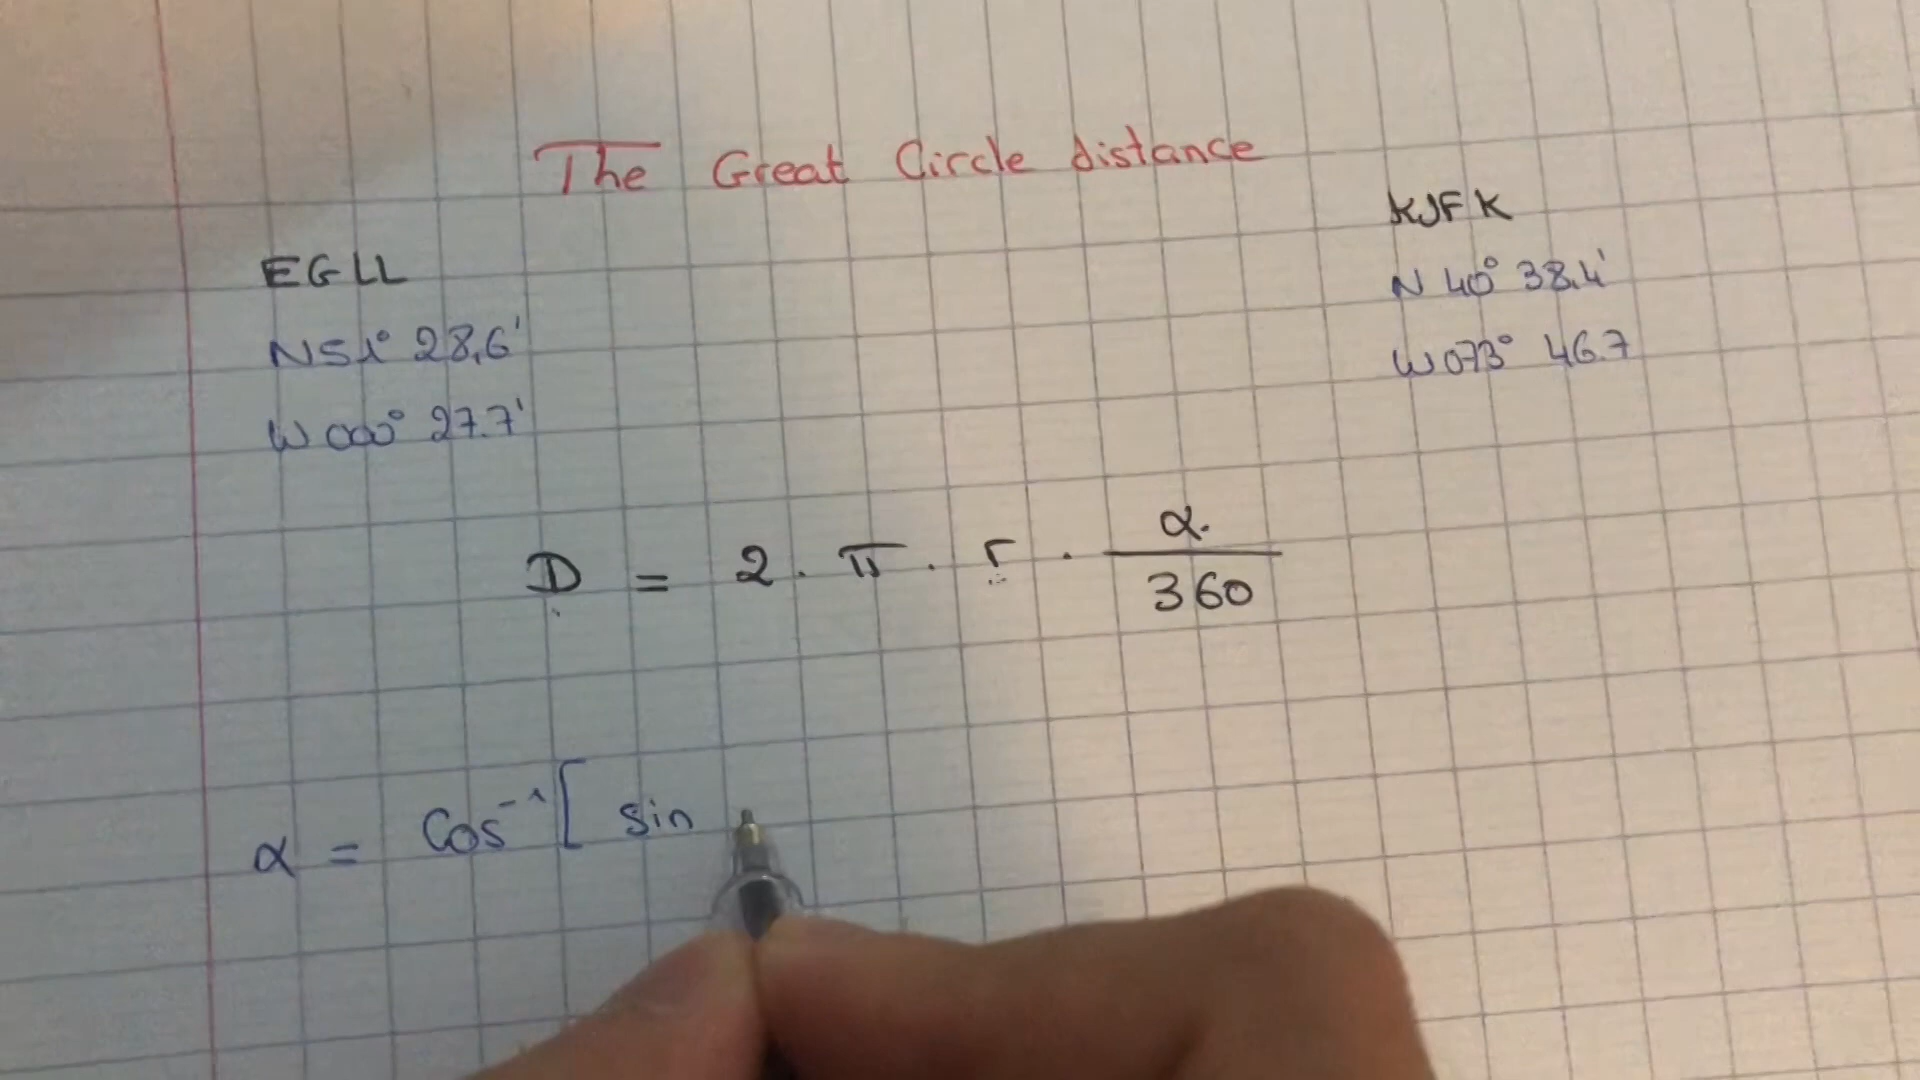 The Great Circle distance
EGLL
N51° 28,6'
W000° 27.7'
KJFK
N 40° 38.4'
W073° 46.7
D = 2 . π . r . α / 360
α = Cos⁻¹ [ sin